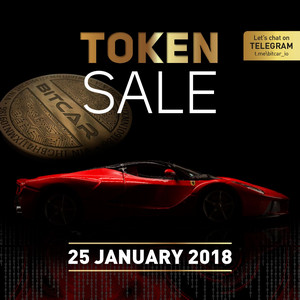 TOKEN
SALE
Let's chat on
TELEGRAM
t.me\bitcar_io
BITCAR
25 JANUARY 2018